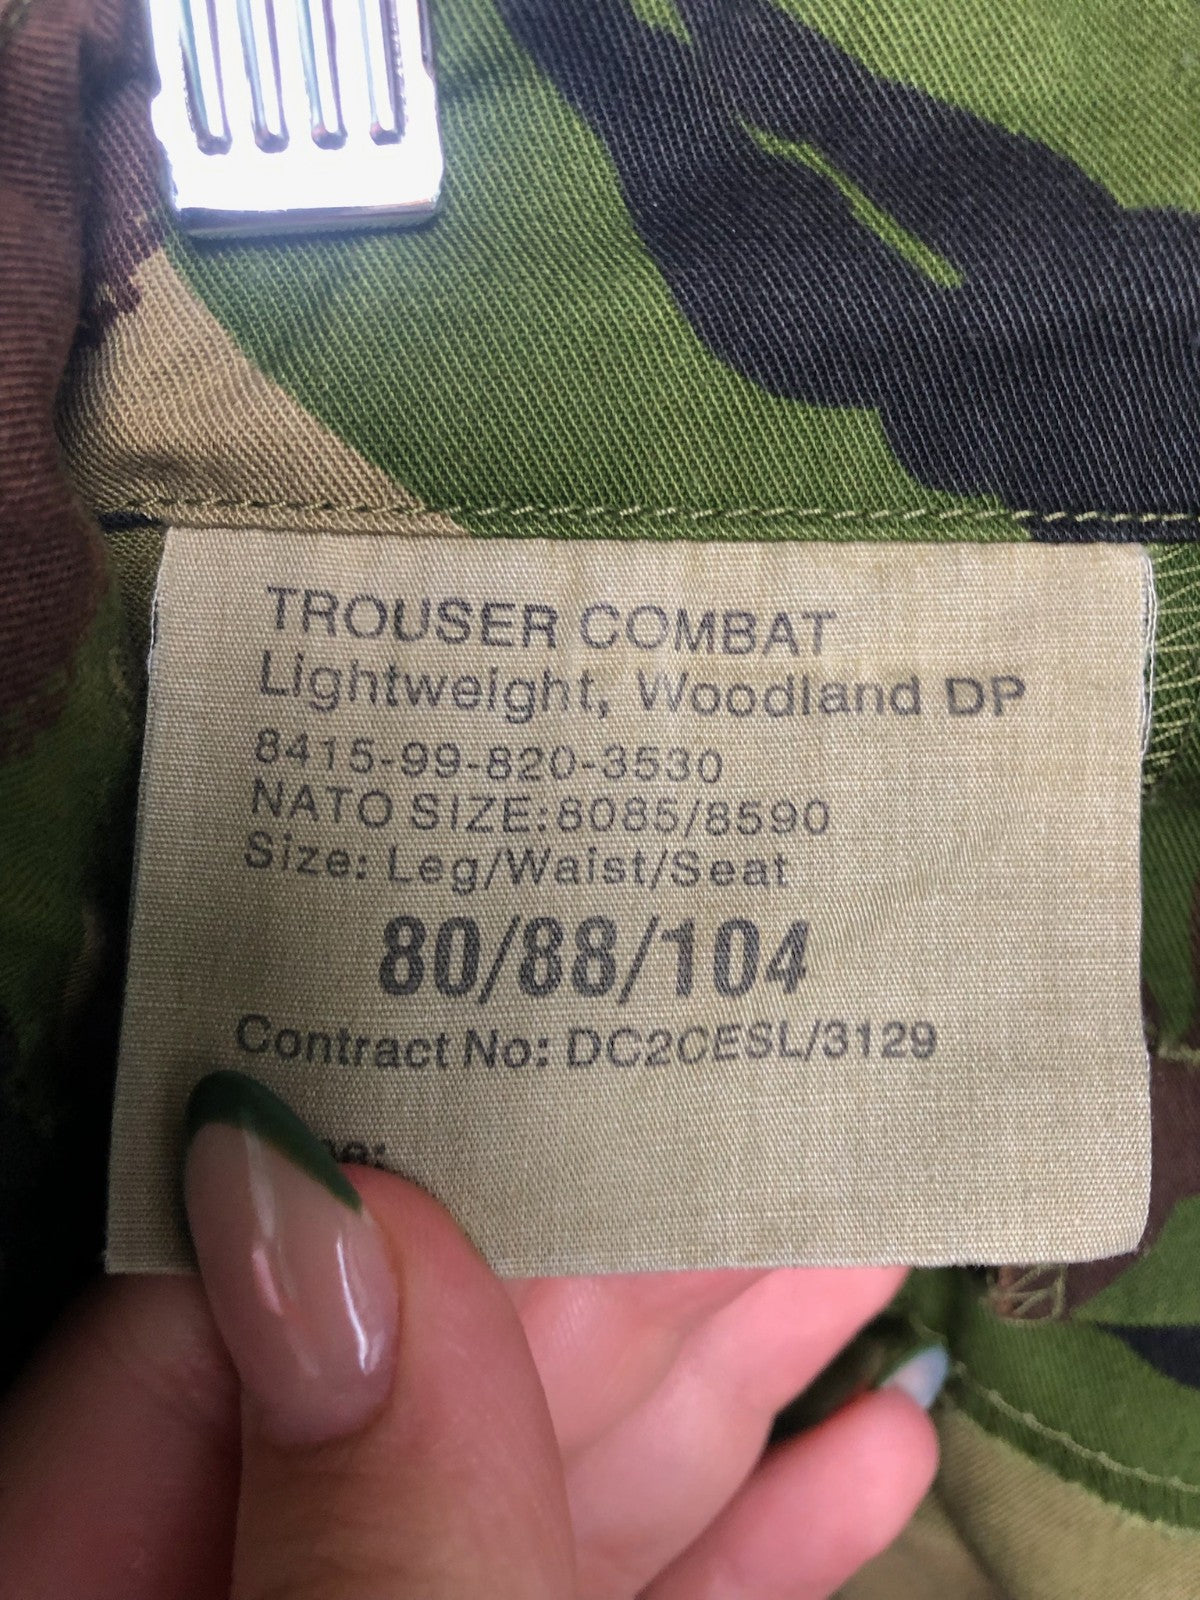 TROUSER COMBAT
Lightweight, Woodland DP
8415-99-820-3530
NATO SIZE:8085/8590
Size: Leg/Waist/Seat
80/88/104
Contract No: DC2CESL/3129